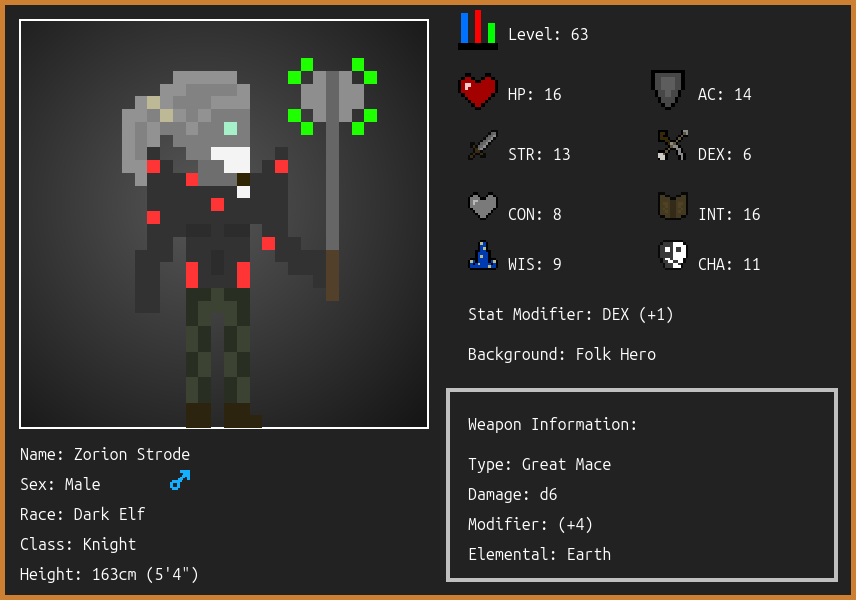 Level: 63
HP: 16
AC: 14
STR: 13
DEX: 6
CON: 8
INT: 16
WIS: 9
CHA: 11
Stat Modifier: DEX (+1)
Background: Folk Hero
Weapon Information:
Type: Great Mace
Damage: d6
Modifier: (+4)
Elemental: Earth
Name: Zorion Strode
Sex: Male
Race: Dark Elf
Class: Knight
Height: 163cm (5'4")